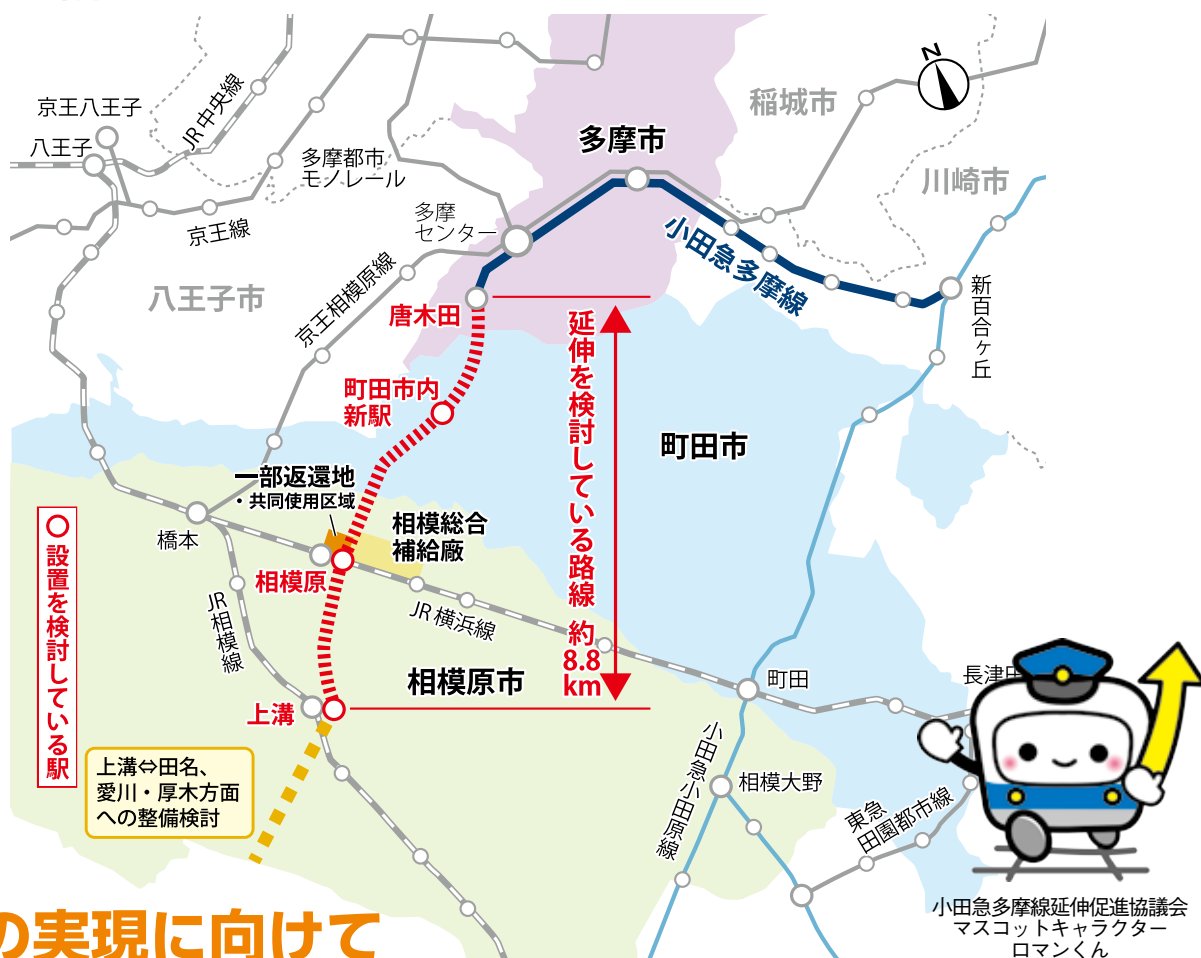 N
稲城市
京王八王子
JR中央線
多摩市
八王子
多摩都市
モノレール
川崎市
多摩
センター
京王線
小田急多摩線
京王相模原線
八王子市
新百合ヶ丘
唐木田
延伸を検討している路線 約
8.8
km
町田市内
新駅
町田市
一部返還地
・共同使用区域
相模総合
補給廠
橋本
○設置を検討している駅
相模原
JR相模線
JR横浜線
相模原市
町田
長津田
上溝
小田急小田原線
上溝⇔田名、
愛川・厚木方面
への整備検討
相模大野
東急
田園都市線
の実現に向けて
小田急多摩線延伸促進協議会
マスコットキャラクター
ロマンくん